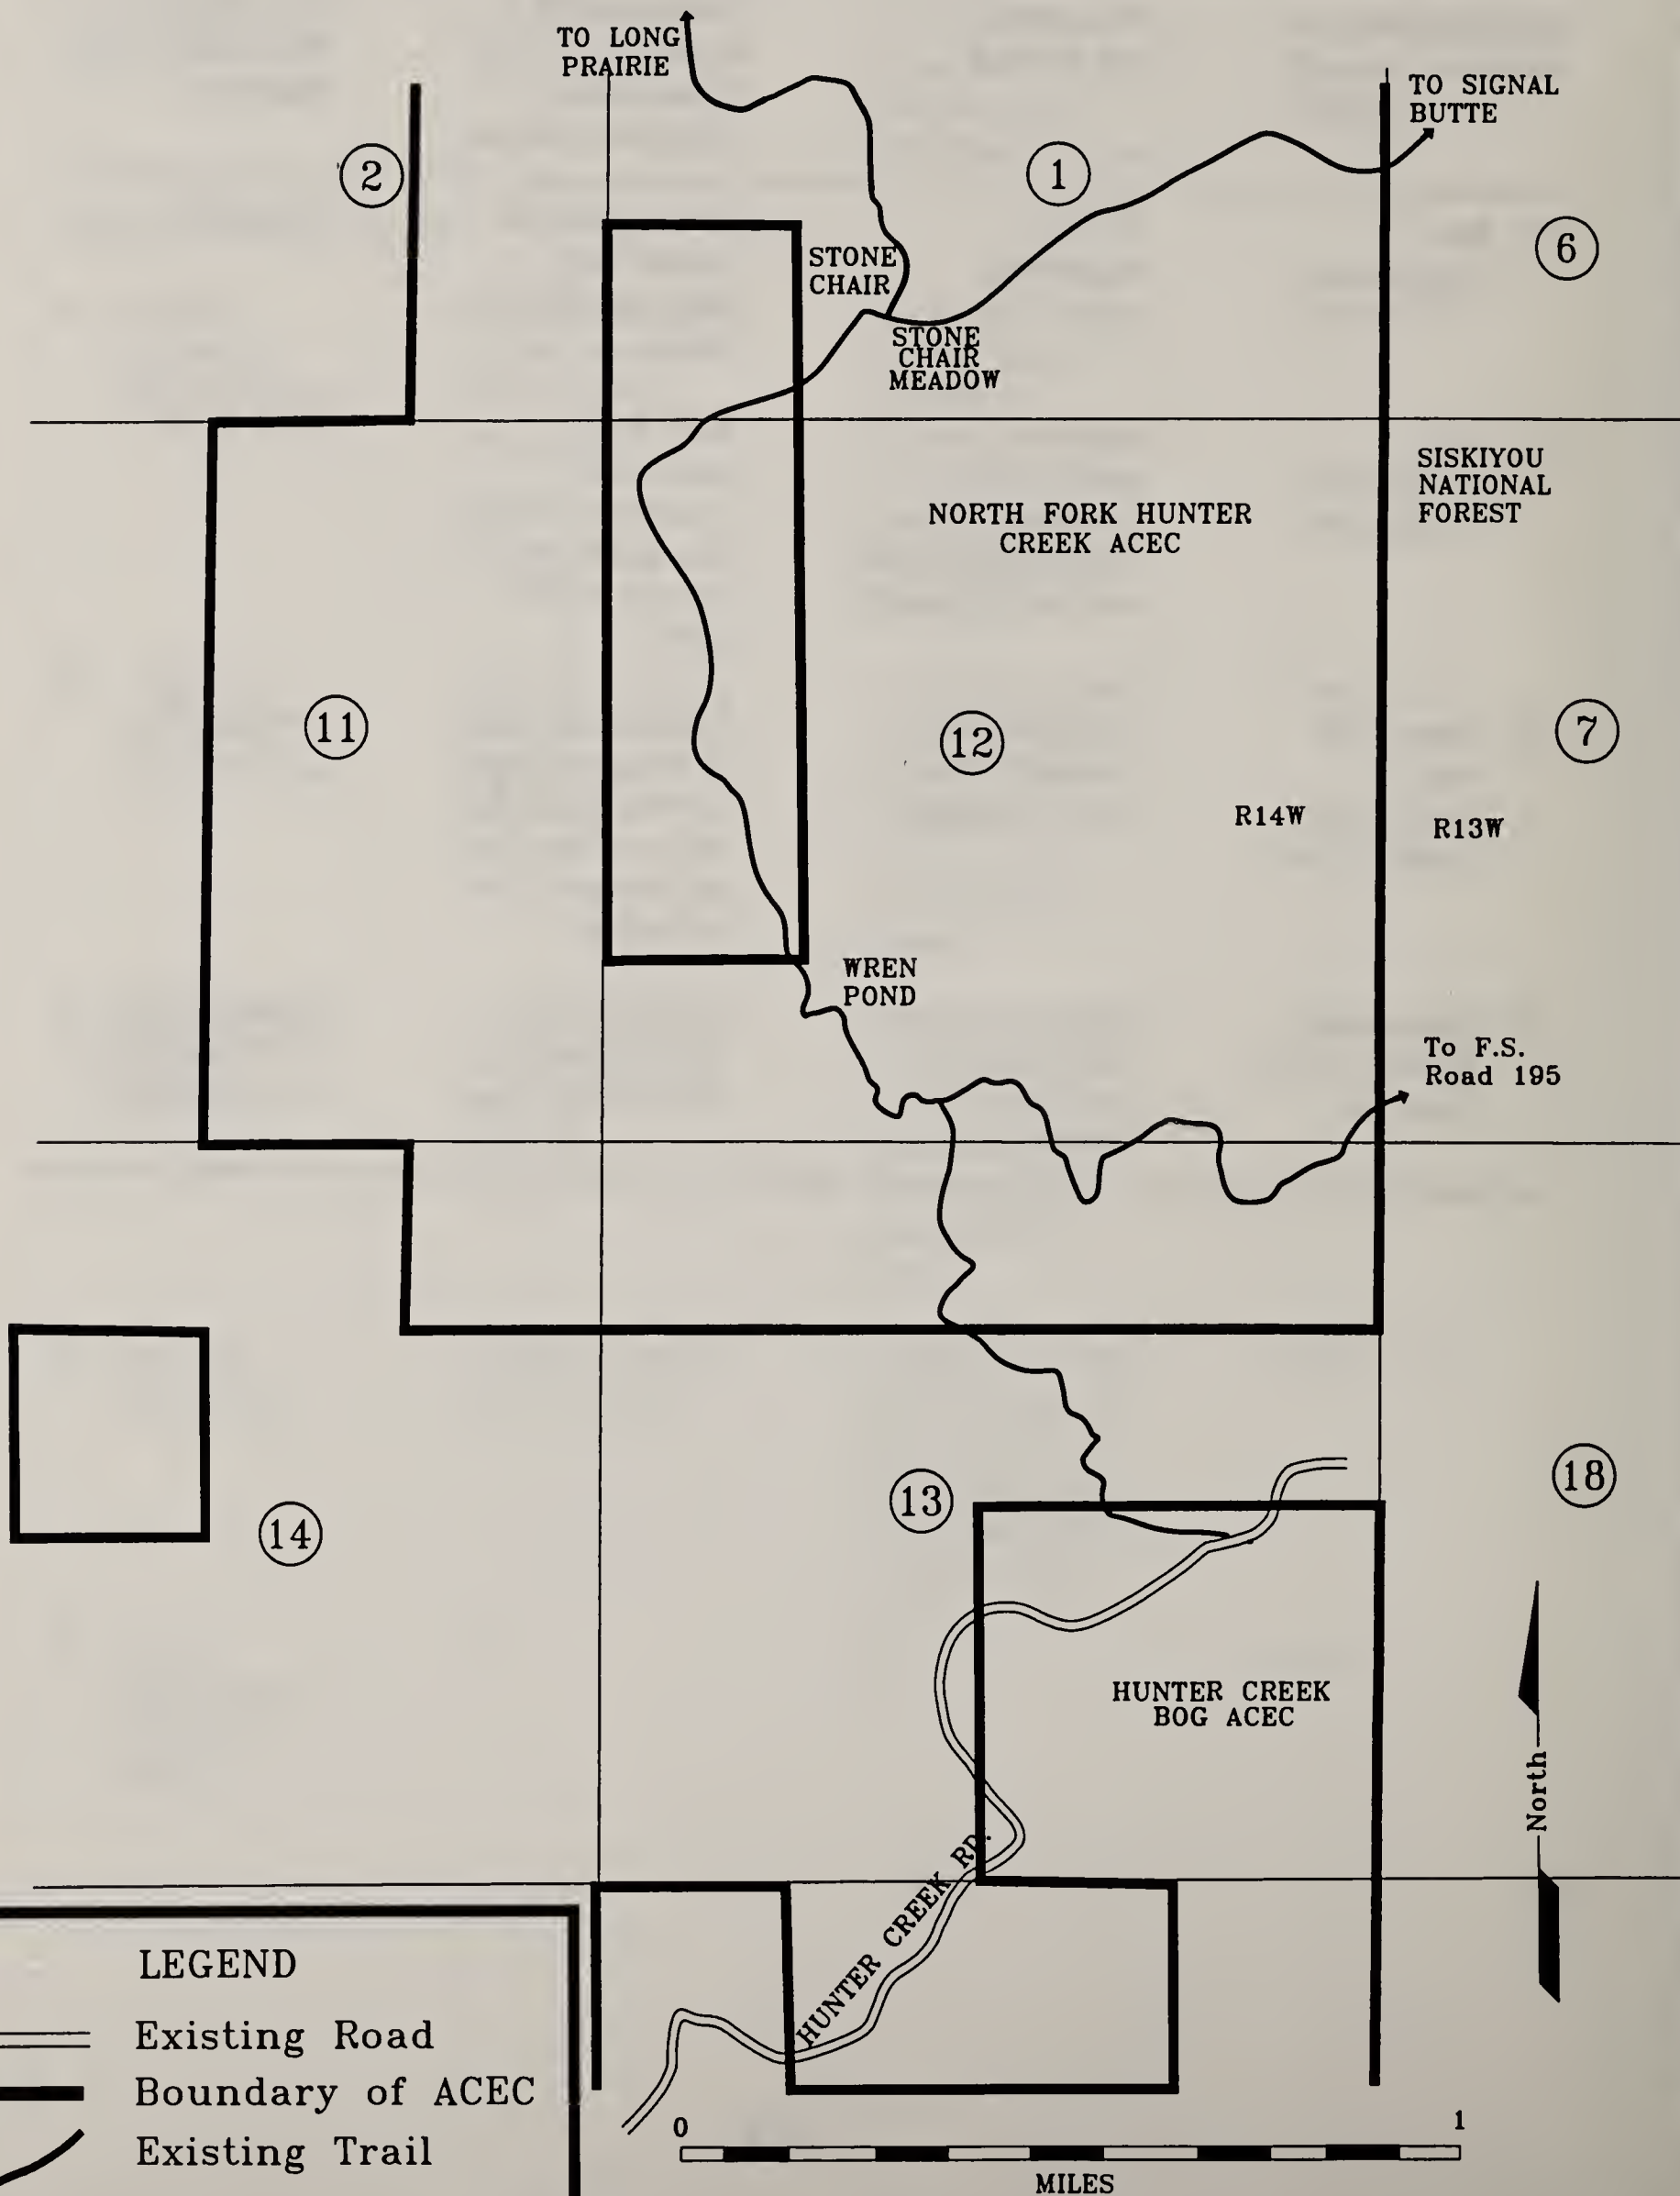 TO LONG
PRAIRIE
TO SIGNAL
BUTTE
2
1
6
STONE
CHAIR
STONE
CHAIR
MEADOW
SISKIYOU
NATIONAL
FOREST
NORTH FORK HUNTER
CREEK ACEC
11
12
7
R14W
R13W
WREN
POND
To F.S.
Road 195
13
18
14
HUNTER CREEK
BOG ACEC
North
HUNTER CREEK RD.
LEGEND
Existing Road
Boundary of ACEC
Existing Trail
0 1
MILES